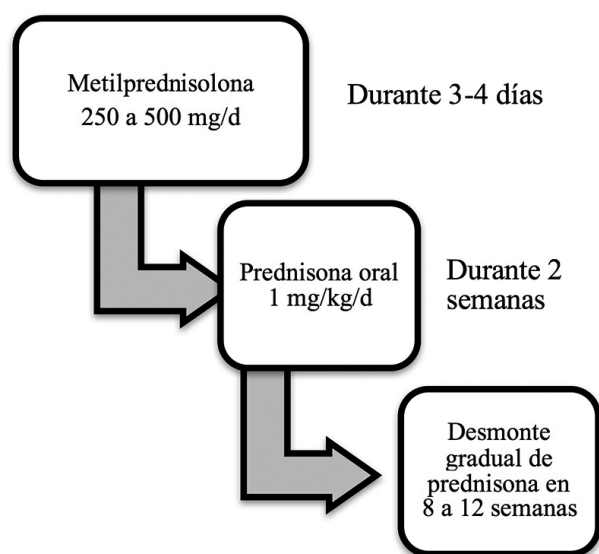 Metilprednisolona
250 a 500 mg/d
Durante 3-4 días
Prednisona oral
1 mg/kg/d
Durante 2
semanas
Desmonte
gradual de
prednisona en
8 a 12 semanas